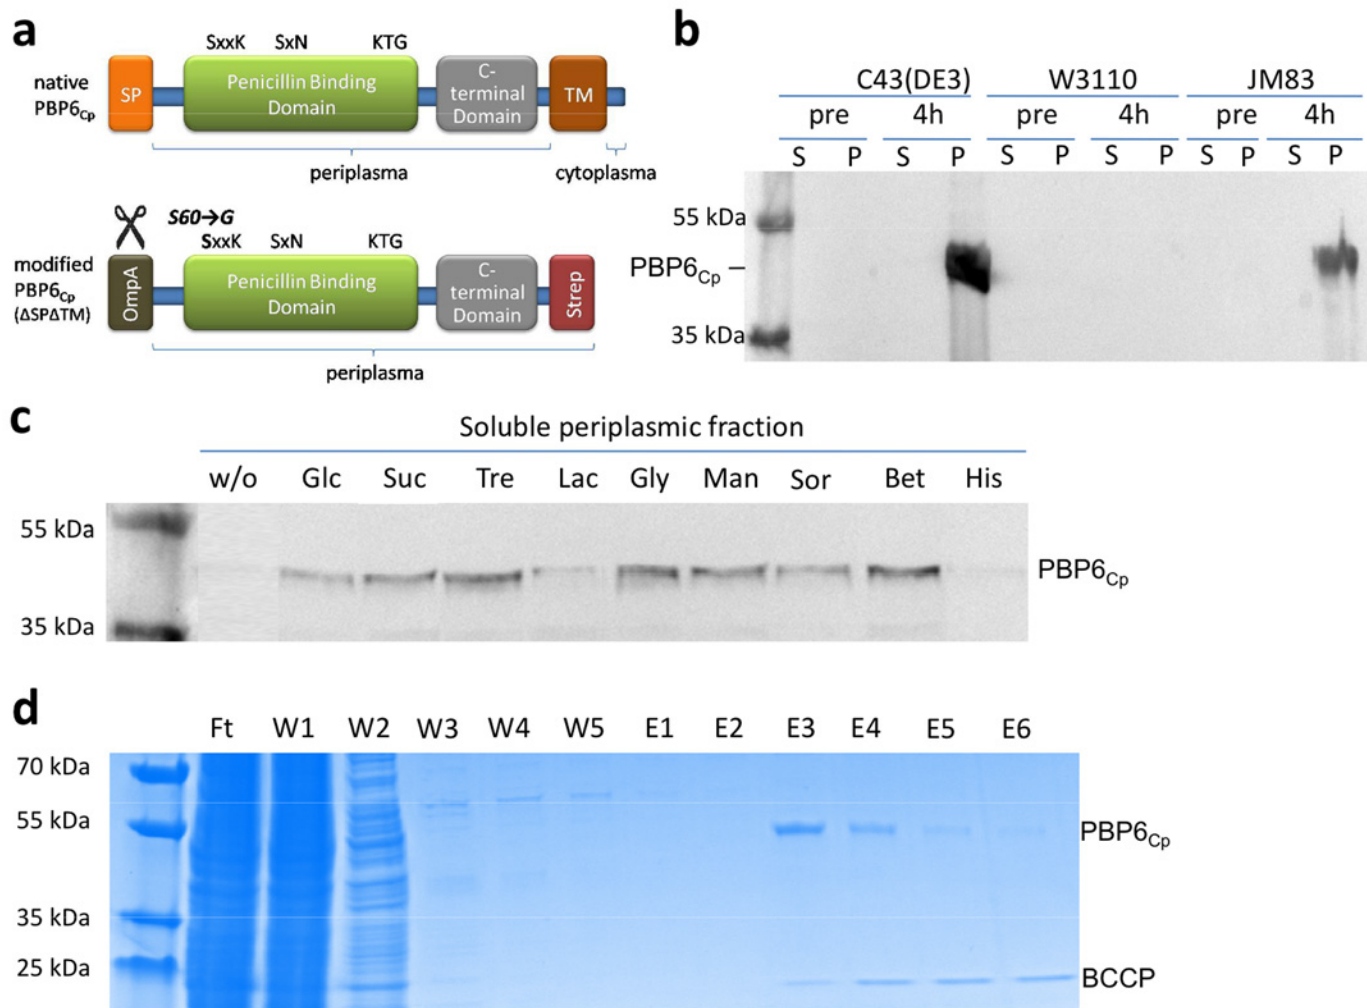 a
SxxK SxN KTG
native
PBP6Cp
SP
Penicillin Binding
Domain
C-
terminal
Domain
TM
periplasma
cytoplasma
S60→G
SxxK SxN KTG
modified
PBP6Cp
(ΔSPΔTM)
OmpA
Penicillin Binding
Domain
C-
terminal
Domain
Strep
periplasma
b
C43(DE3) W3110 JM83
pre 4h pre 4h pre 4h
S P S P S P S P S P S P
55 kDa
PBP6Cp
35 kDa
c
Soluble periplasmic fraction
w/o Glc Suc Tre Lac Gly Man Sor Bet His
55 kDa
PBP6Cp
35 kDa
d
Ft W1 W2 W3 W4 W5 E1 E2 E3 E4 E5 E6
70 kDa
55 kDa
PBP6Cp
35 kDa
25 kDa
BCCP